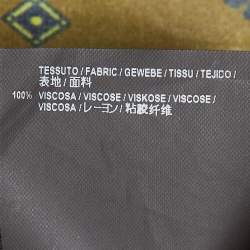 TESSUTO / FABRIC / GEWEBE / TISSU / TEJIDO /
表地 / 面料
100% VISCOSA / VISCOSE / VISKOSE / VISCOSE /
VISCOSA / レーヨン / 粘胶纤维